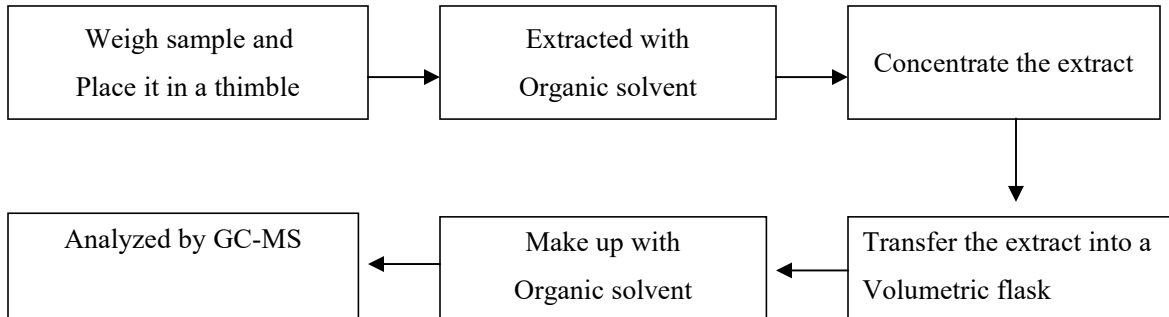 Weigh sample and
Place it in a thimble
Extracted with
Organic solvent
Concentrate the extract
Transfer the extract into a
Volumetric flask
Make up with
Organic solvent
Analyzed by GC-MS